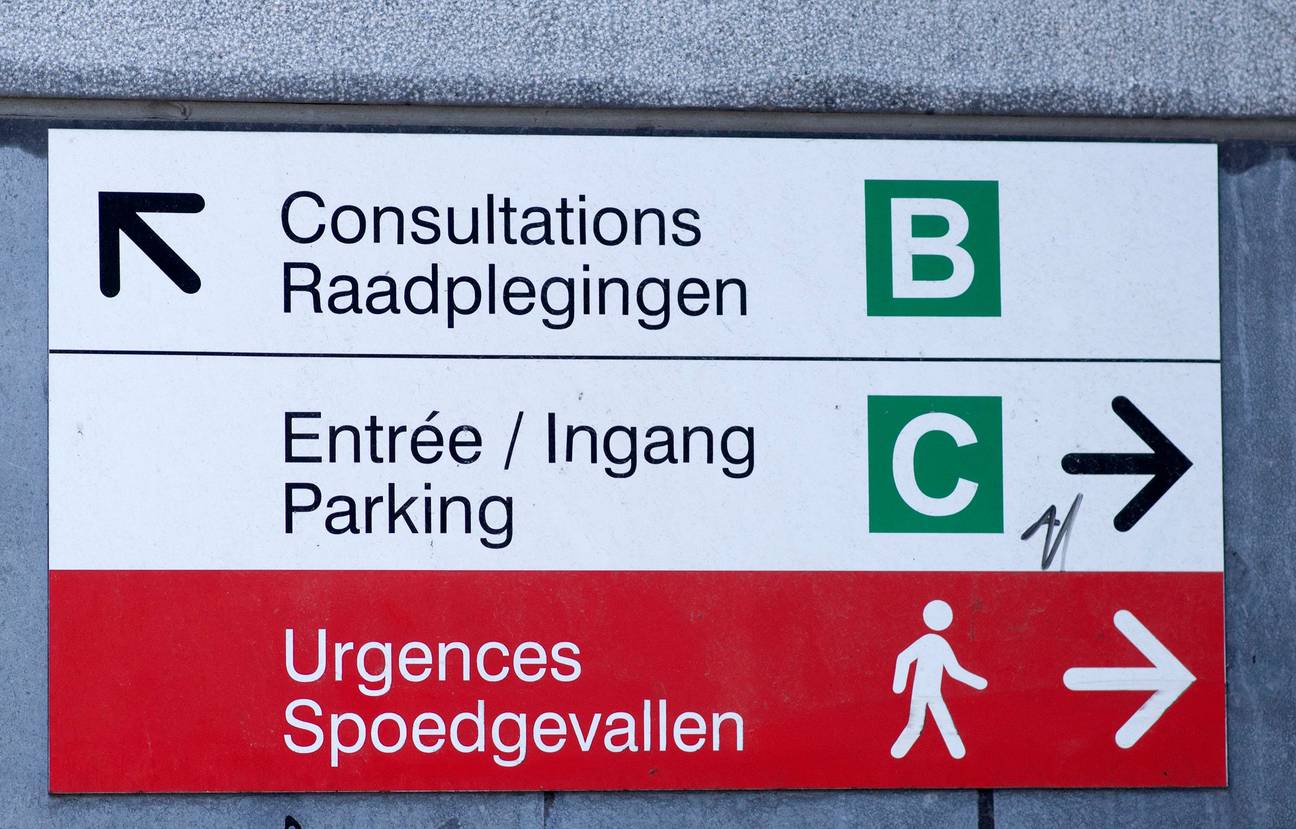 Consultations
Raadplegingen
B
Entrée / Ingang
Parking
C
Urgences
Spoedgevallen